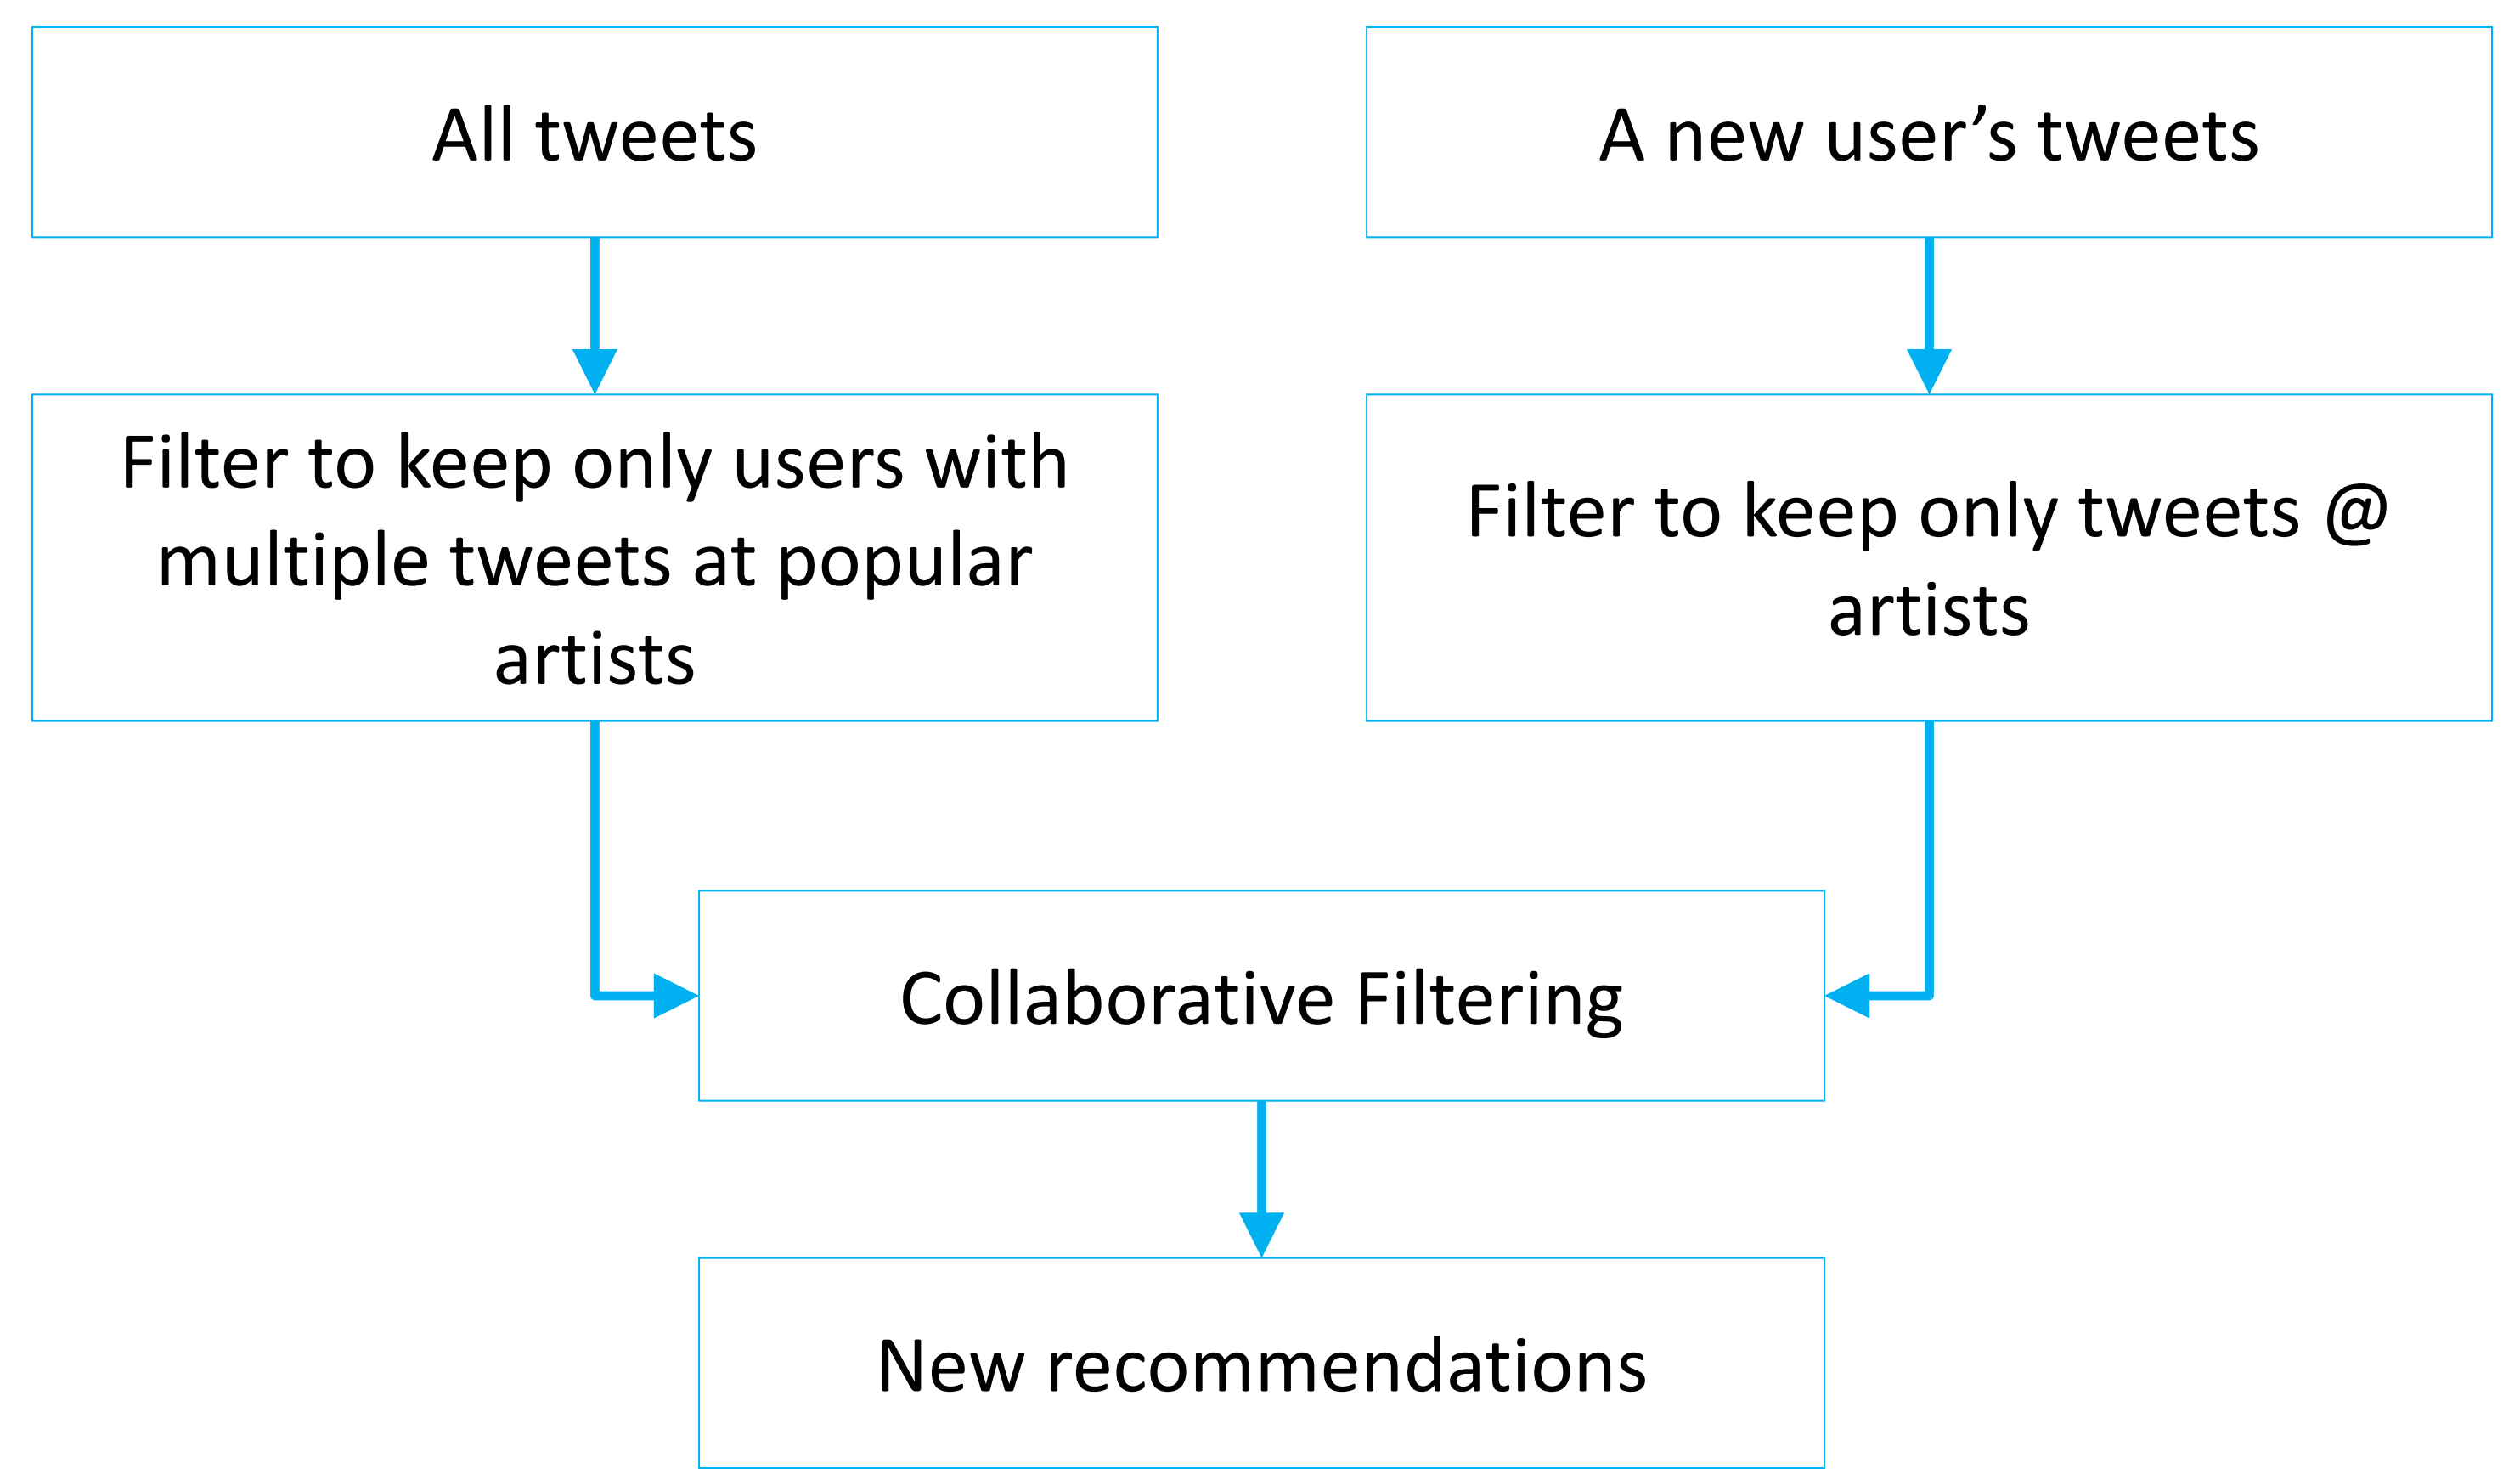 All tweets
A new user’s tweets
Filter to keep only users with
multiple tweets at popular
artists
Filter to keep only tweets @
artists
Collaborative Filtering
New recommendations